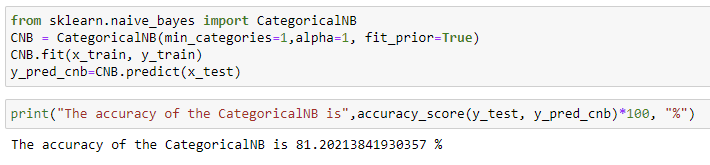 from sklearn.naive_bayes import CategoricalNB
CNB = CategoricalNB(min_categories=1,alpha=1, fit_prior=True)
CNB.fit(x_train, y_train)
y_pred_cnb=CNB.predict(x_test)
print("The accuracy of the CategoricalNB is",accuracy_score(y_test, y_pred_cnb)*100, "%")
The accuracy of the CategoricalNB is 81.20213841930357 %